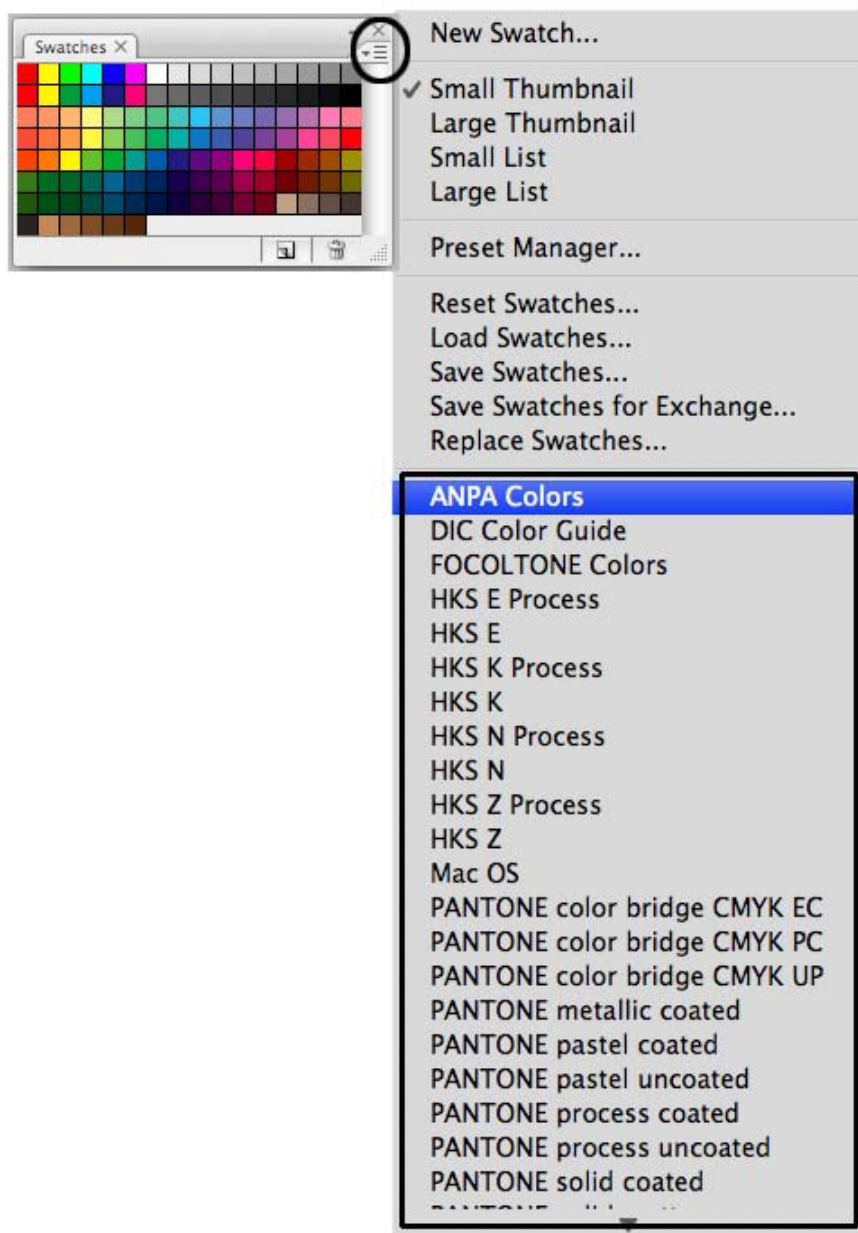 Swatches
New Swatch...
Small Thumbnail
Large Thumbnail
Small List
Large List
Preset Manager...
Reset Swatches...
Load Swatches...
Save Swatches...
Save Swatches for Exchange...
Replace Swatches...
ANPA Colors
DIC Color Guide
FOCOLTONE Colors
HKS E Process
HKS E
HKS K Process
HKS K
HKS N Process
HKS N
HKS Z Process
HKS Z
Mac OS
PANTONE color bridge CMYK EC
PANTONE color bridge CMYK PC
PANTONE color bridge CMYK UP
PANTONE metallic coated
PANTONE pastel coated
PANTONE pastel uncoated
PANTONE process coated
PANTONE process uncoated
PANTONE solid coated